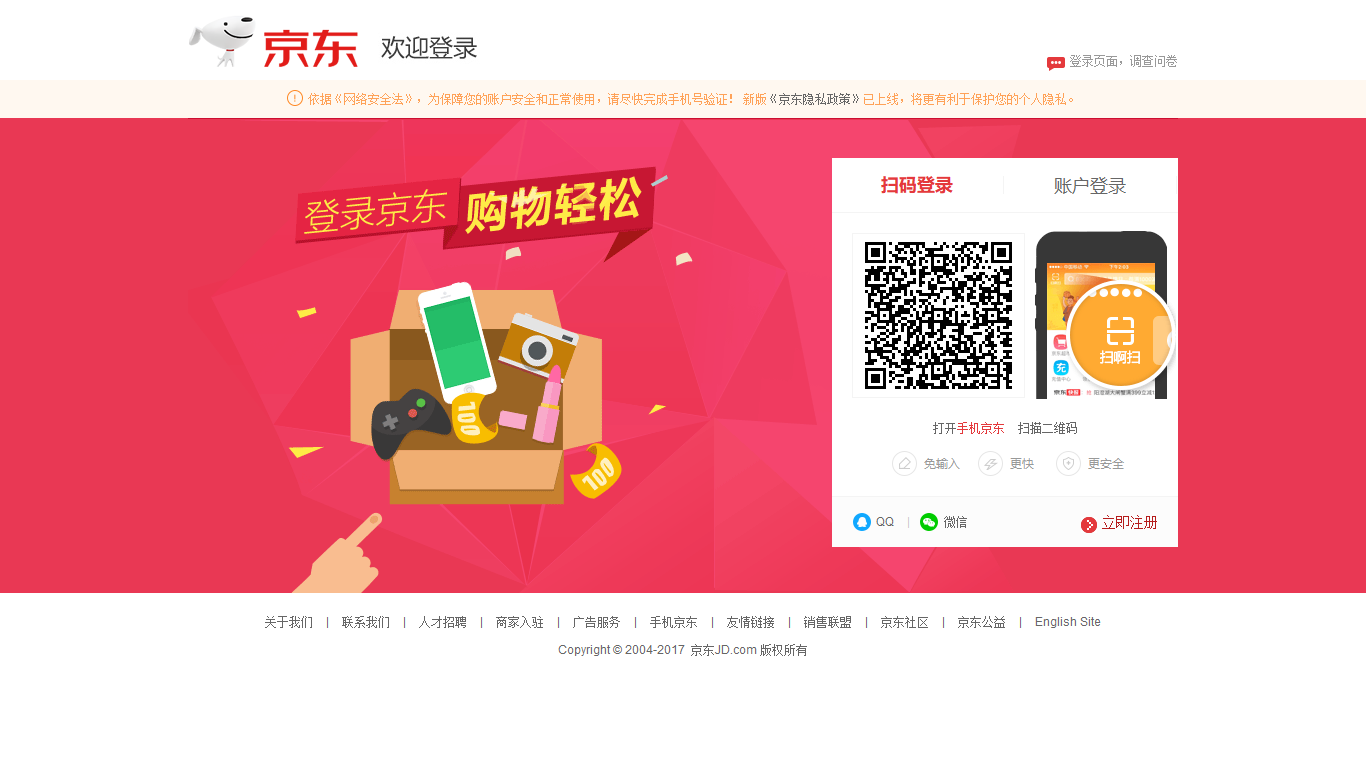 京东 欢迎登录
登录页面，调查问卷
依据《网络安全法》，为保障您的账户安全和正常使用，请尽快完成手机号验证！ 新版《京东隐私政策》已上线，将更有利于保护您的个人隐私。
登录京东 购物轻松
扫码登录 账户登录
扫啊扫
100
100
打开手机京东 扫描二维码
免输入 更快 更安全
QQ 微信 立即注册
关于我们 | 联系我们 | 人才招聘 | 商家入驻 | 广告服务 | 手机京东 | 友情链接 | 销售联盟 | 京东社区 | 京东公益 | English Site
Copyright © 2004-2017 京东JD.com 版权所有